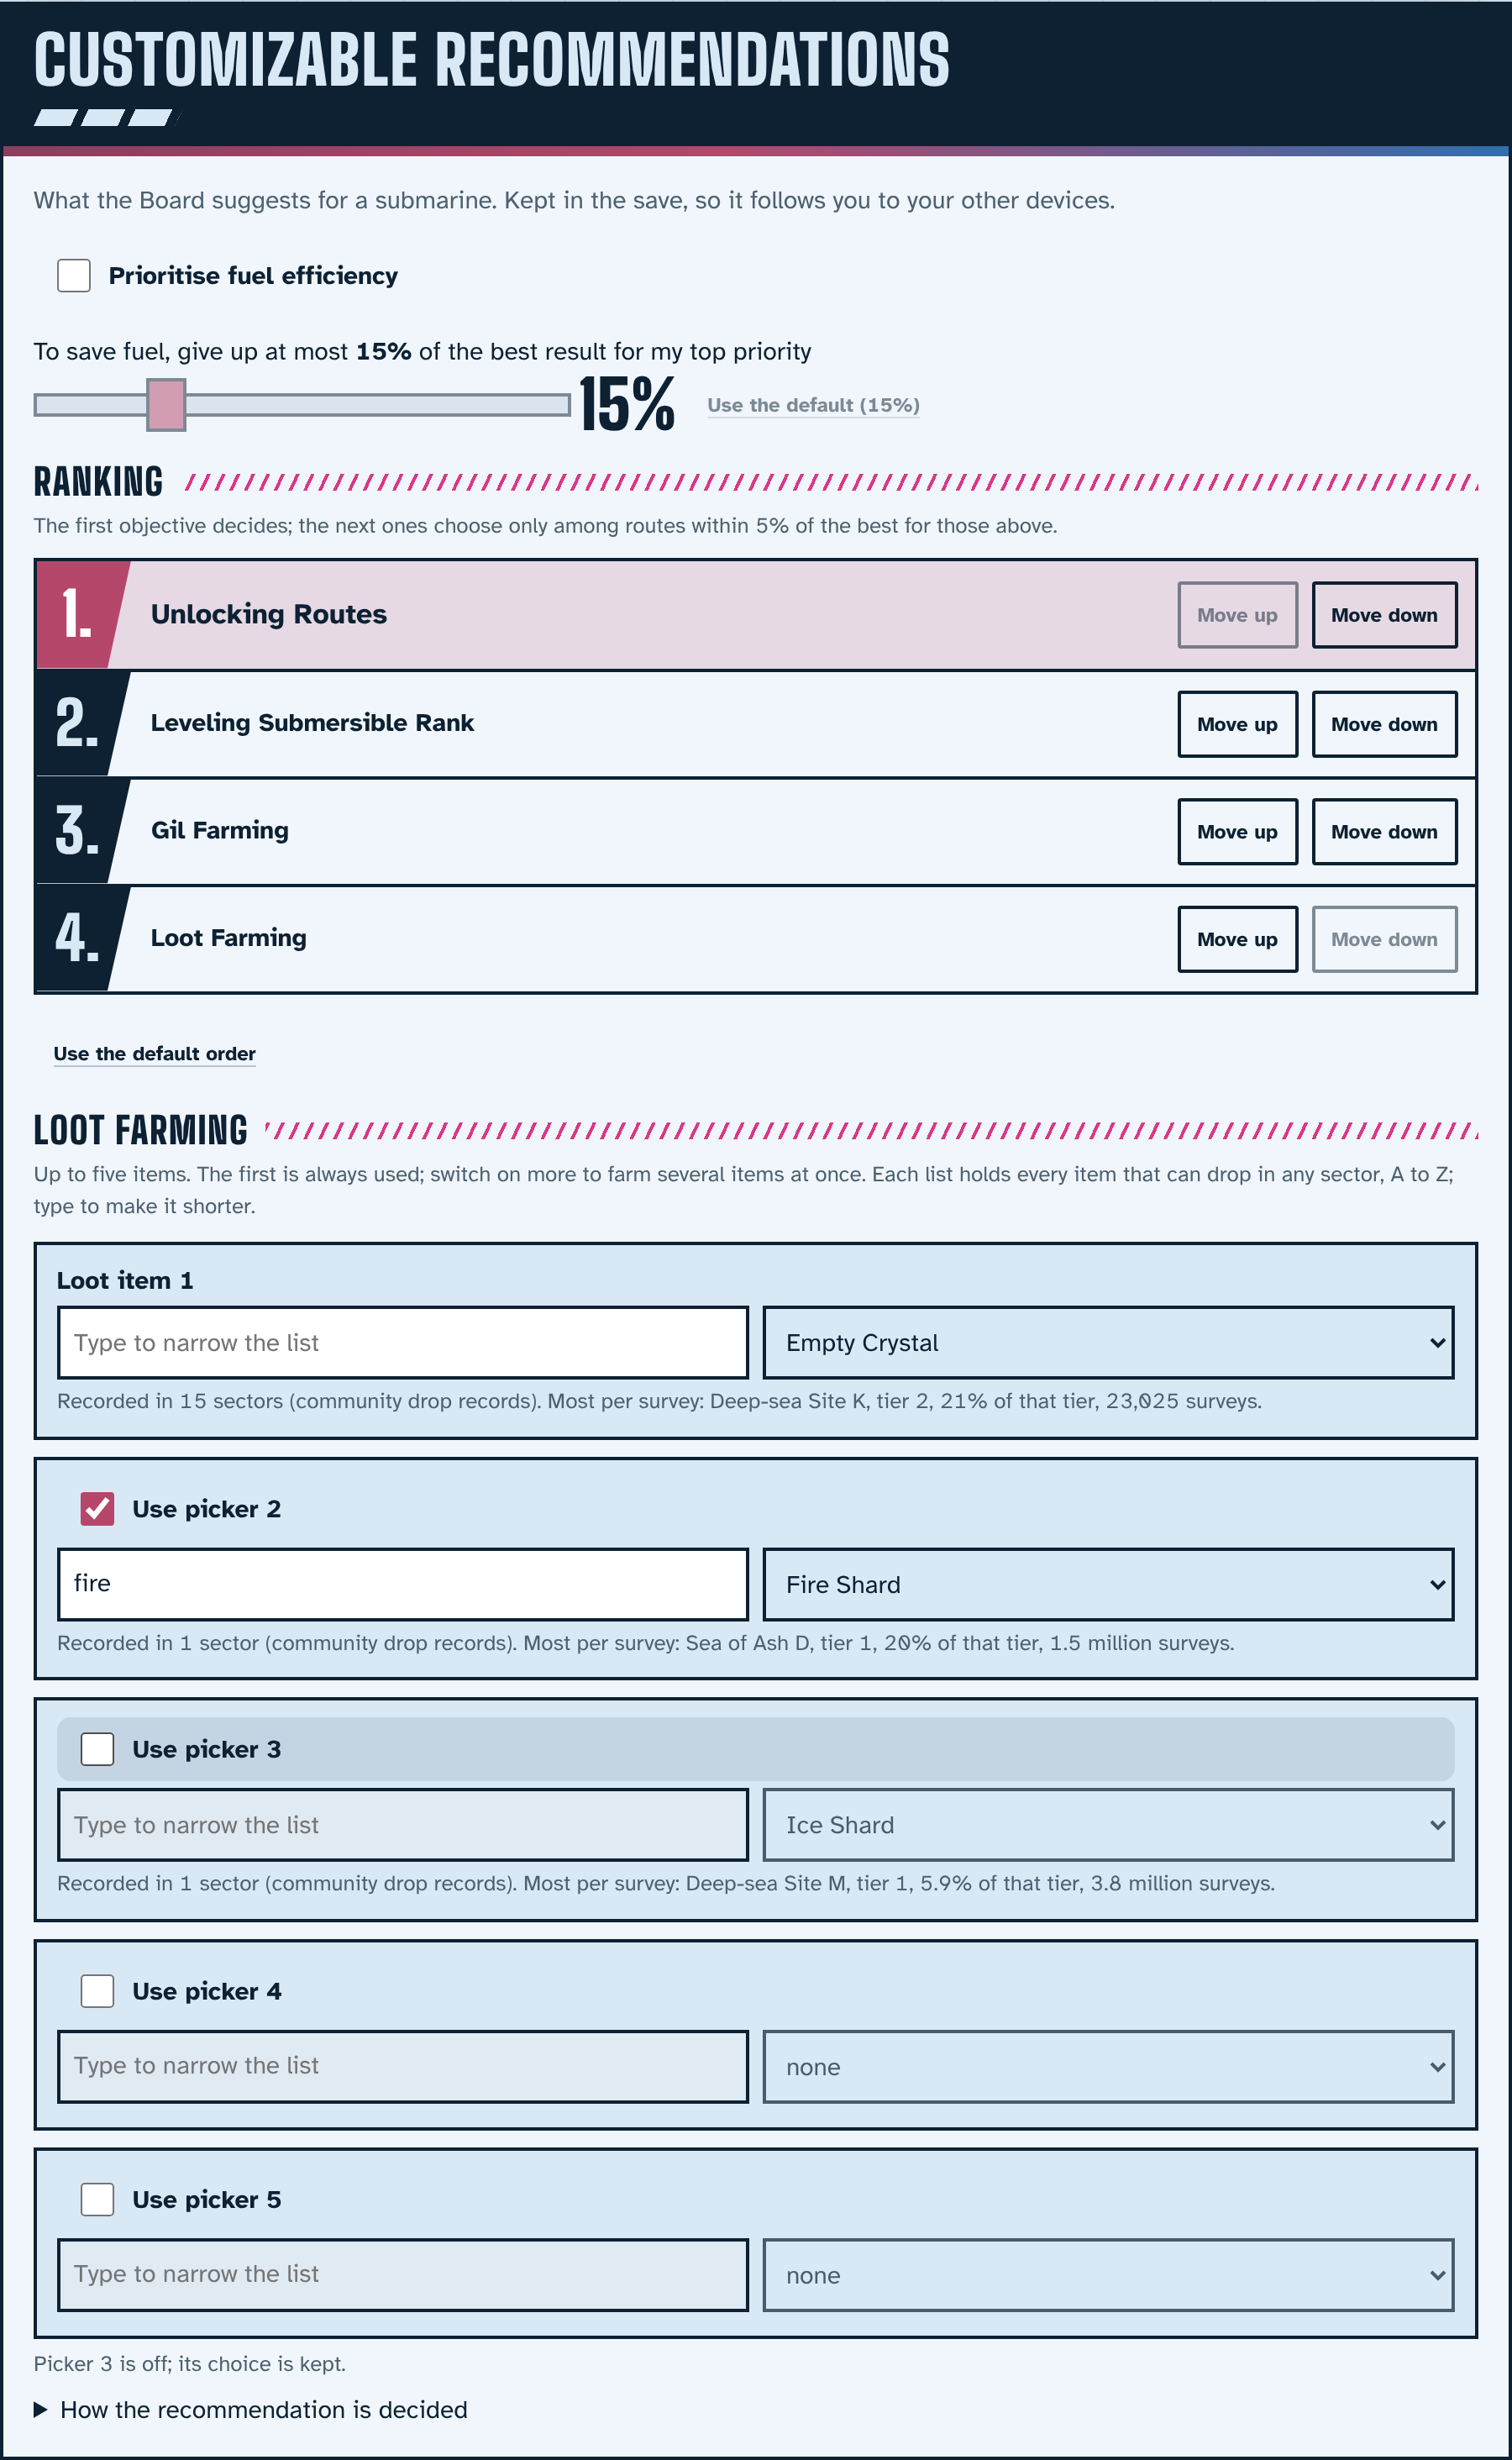 CUSTOMIZABLE RECOMMENDATIONS
What the Board suggests for a submarine. Kept in the save, so it follows you to your other devices.
Prioritise fuel efficiency
To save fuel, give up at most 15% of the best result for my top priority
15% Use the default (15%)
RANKING
The first objective decides; the next ones choose only among routes within 5% of the best for those above.
1. Unlocking Routes Move up Move down
2. Leveling Submersible Rank Move up Move down
3. Gil Farming Move up Move down
4. Loot Farming Move up Move down
Use the default order
LOOT FARMING
Up to five items. The first is always used; switch on more to farm several items at once. Each list holds every item that can drop in any sector, A to Z;
type to make it shorter.
Loot item 1
Type to narrow the list Empty Crystal
Recorded in 15 sectors (community drop records). Most per survey: Deep-sea Site K, tier 2, 21% of that tier, 23,025 surveys.
Use picker 2
fire Fire Shard
Recorded in 1 sector (community drop records). Most per survey: Sea of Ash D, tier 1, 20% of that tier, 1.5 million surveys.
Use picker 3
Type to narrow the list Ice Shard
Recorded in 1 sector (community drop records). Most per survey: Deep-sea Site M, tier 1, 5.9% of that tier, 3.8 million surveys.
Use picker 4
Type to narrow the list none
Use picker 5
Type to narrow the list none
Picker 3 is off; its choice is kept.
How the recommendation is decided